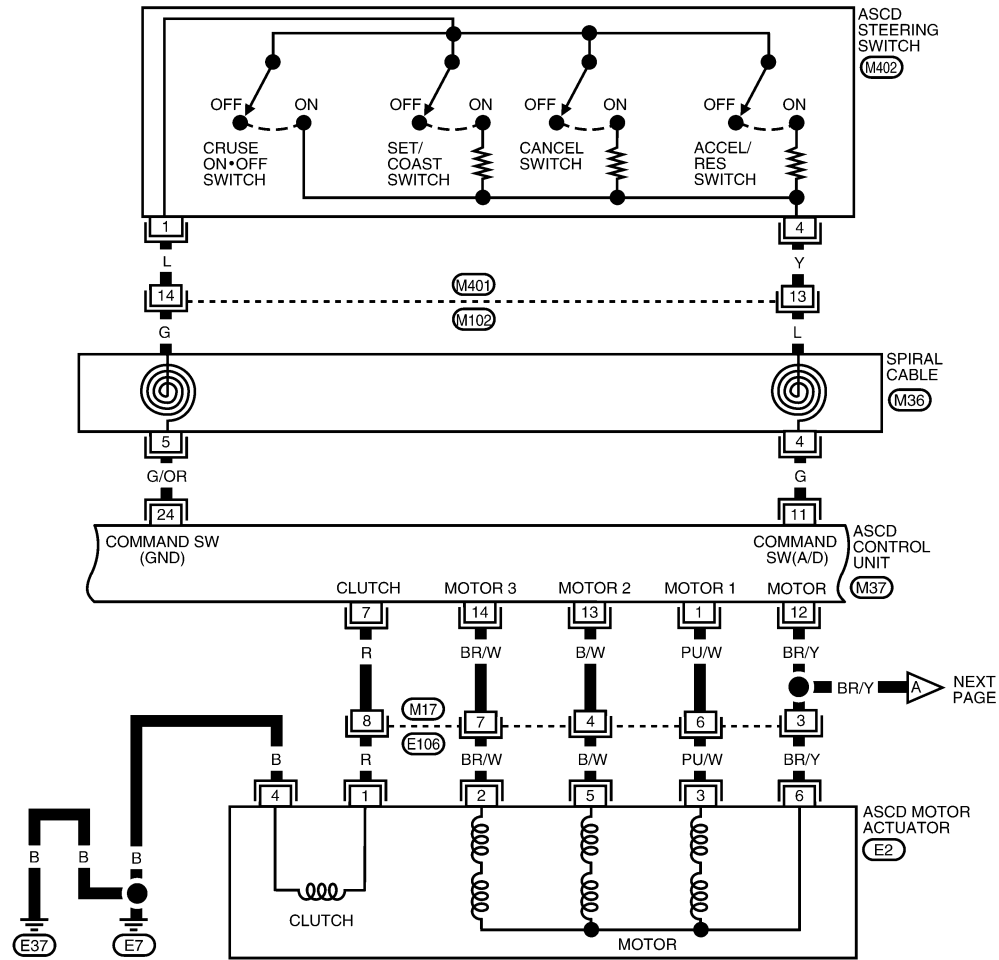 ASCD
STEERING
SWITCH
M402
OFF ON OFF ON OFF ON OFF ON
CRUSE
ON•OFF
SWITCH
SET/
COAST
SWITCH
CANCEL
SWITCH
ACCEL/
RES
SWITCH
1 4
L Y
14 M401 13
M102
G L
SPIRAL
CABLE
M36
5 4
G/OR G
24 11
COMMAND SW
(GND)
COMMAND
SW(A/D)
ASCD
CONTROL
UNIT
M37
CLUTCH MOTOR 3 MOTOR 2 MOTOR 1 MOTOR
7 14 13 1 12
R BR/W B/W PU/W BR/Y
BR/Y A NEXT
PAGE
M17
8 7 4 6 3
E106
B R BR/W B/W PU/W BR/Y
4 1 2 5 3 6
ASCD MOTOR
ACTUATOR
E2
B B B
CLUTCH
MOTOR
E37 E7